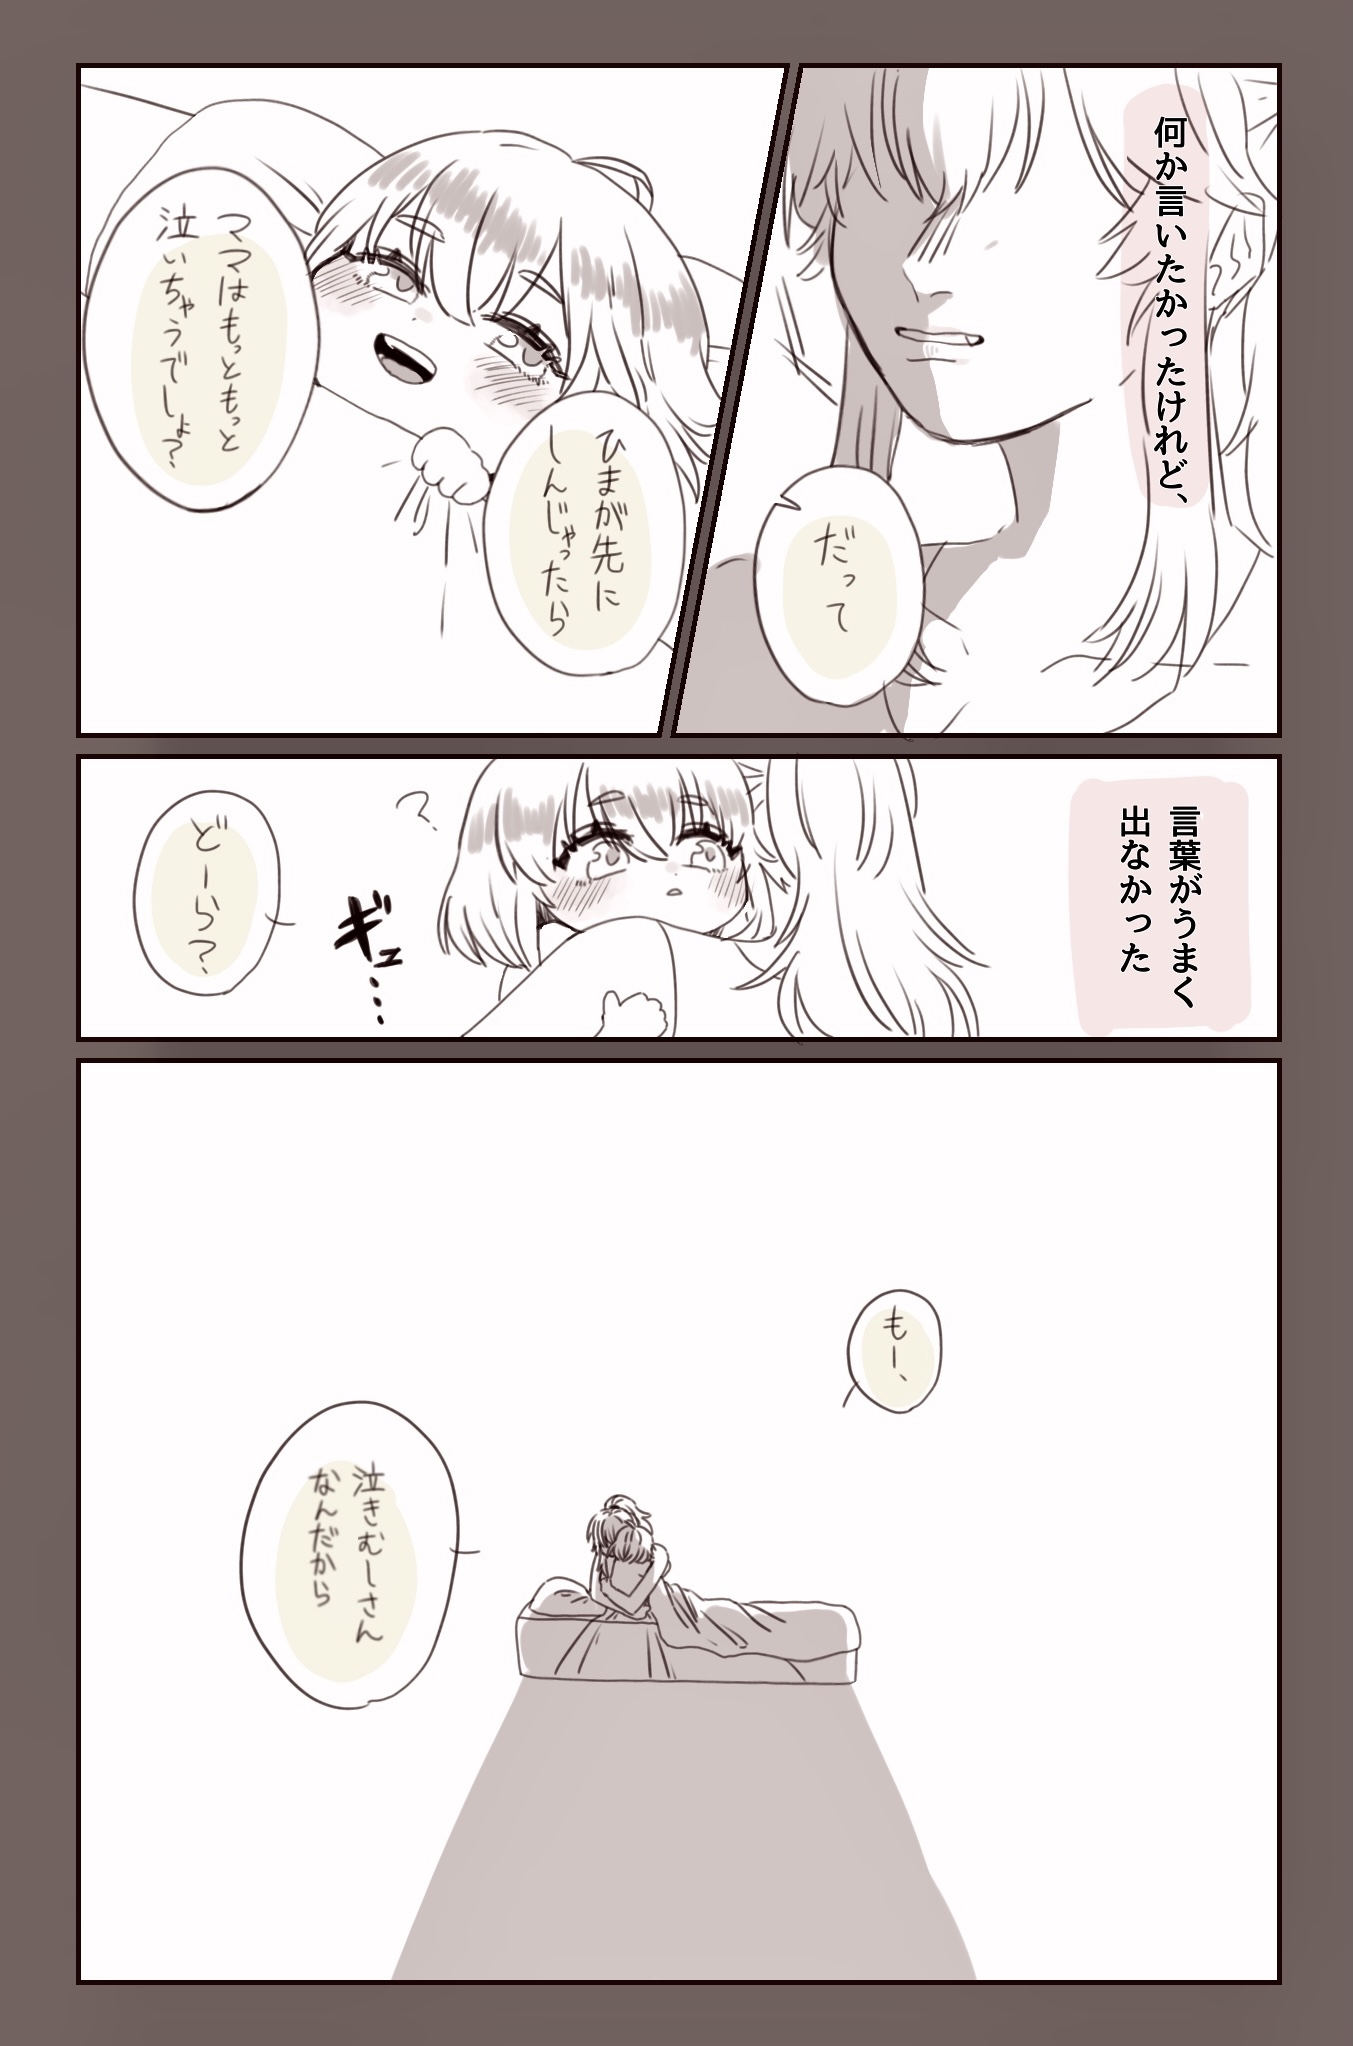 何か言いたかったけれど、
だって
ひまが先に
しんじゃったら
ママはもっともっと
泣いちゃうでしょ?
言葉がうまく
出なかった
?
ギュ…
どーら?
もー、
泣きむしさん
なんだから